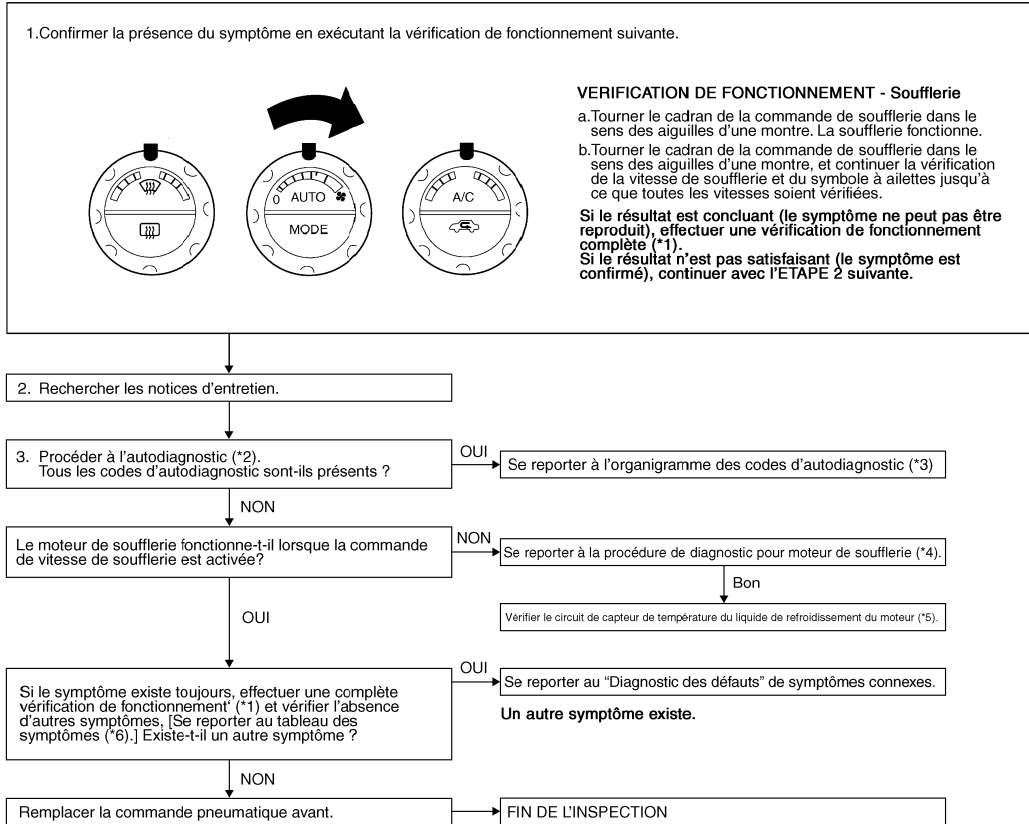 1.Confirmer la présence du symptôme en exécutant la vérification de fonctionnement suivante.
0 AUTO
MODE
A/C
VERIFICATION DE FONCTIONNEMENT - Soufflerie
a.Tourner le cadran de la commande de soufflerie dans le
sens des aiguilles d'une montre. La soufflerie fonctionne.
b.Tourner le cadran de la commande de soufflerie dans le
sens des aiguilles d'une montre, et continuer la vérification
de la vitesse de soufflerie et du symbole à ailettes jusqu'à
ce que toutes les vitesses soient vérifiées.
Si le résultat est concluant (le symptôme ne peut pas être
reproduit), effectuer une vérification de fonctionnement
complète (*1).
Si le résultat n'est pas satisfaisant (le symptôme est
confirmé), continuer avec l'ETAPE 2 suivante.
2. Rechercher les notices d'entretien.
3. Procéder à l'autodiagnostic (*2).
Tous les codes d'autodiagnostic sont-ils présents ?
OUI
Se reporter à l'organigramme des codes d'autodiagnostic (*3)
NON
Le moteur de soufflerie fonctionne-t-il lorsque la commande
de vitesse de soufflerie est activée?
NON
Se reporter à la procédure de diagnostic pour moteur de soufflerie (*4).
Bon
Vérifier le circuit de capteur de température du liquide de refroidissement du moteur (*5).
OUI
Si le symptôme existe toujours, effectuer une complète
vérification de fonctionnement' (*1) et vérifier l'absence
d'autres symptômes, [Se reporter au tableau des
symptômes (*6).] Existe-t-il un autre symptôme ?
OUI
Se reporter au "Diagnostic des défauts" de symptômes connexes.
Un autre symptôme existe.
NON
Remplacer la commande pneumatique avant.
FIN DE L'INSPECTION